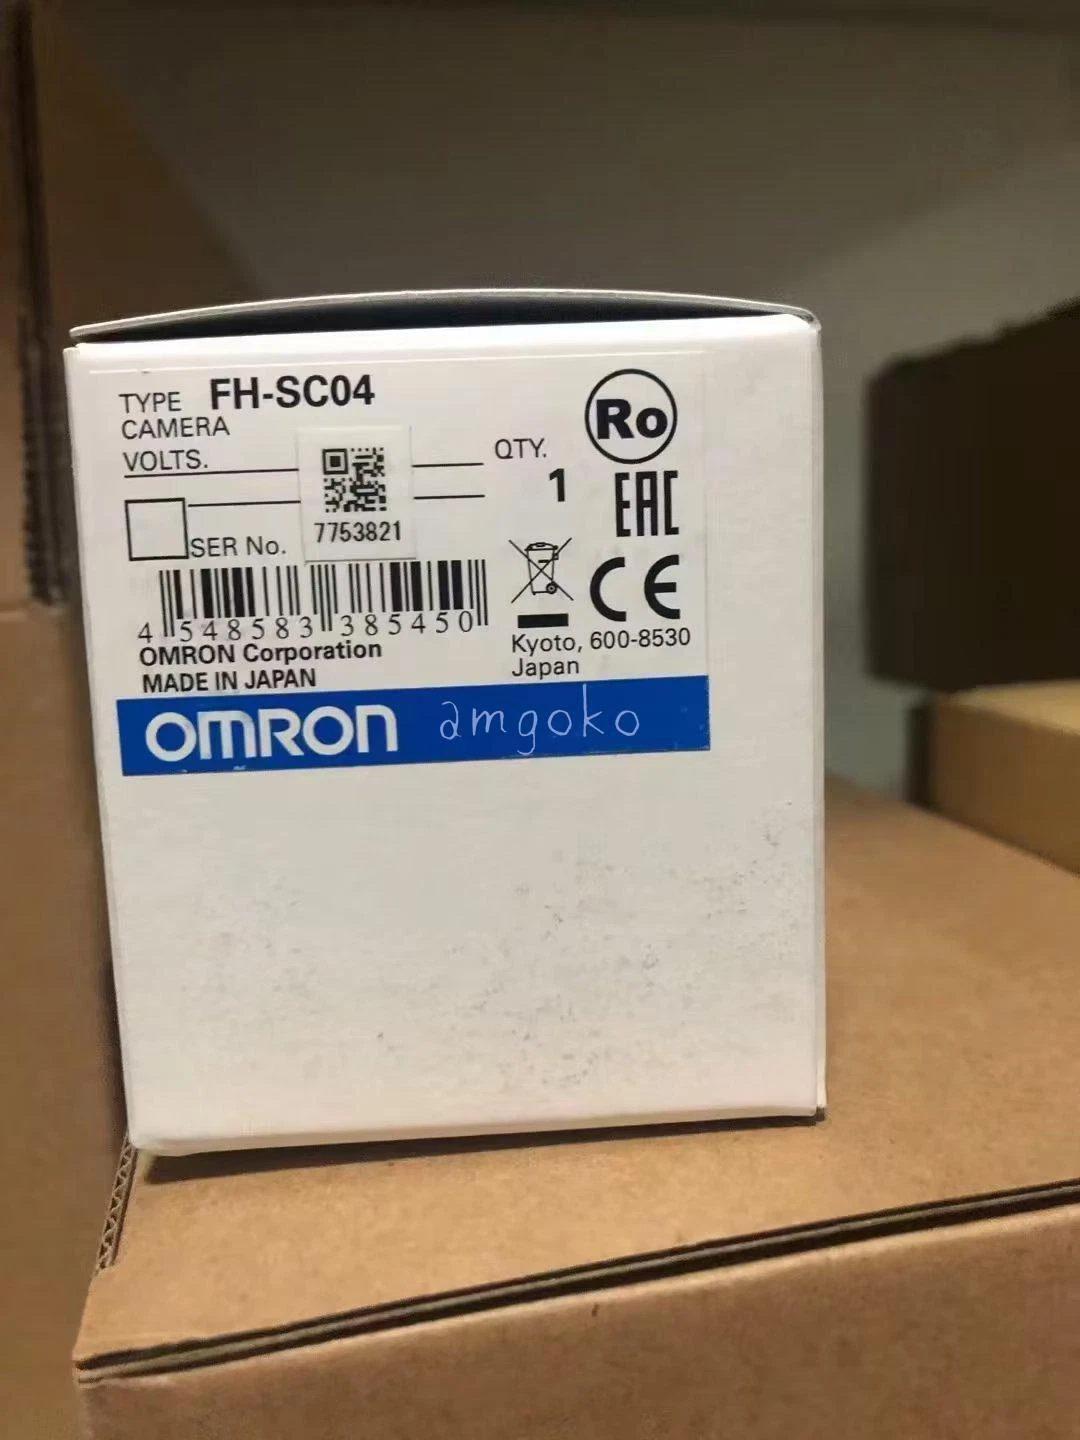 TYPE FH-SC04
CAMERA
VOLTS.
QTY.
1
SER No.
7753821
Ro
EAC
CE
4 548583 385450
OMRON Corporation
MADE IN JAPAN
Kyoto, 600-8530
Japan
OMRON amgoko